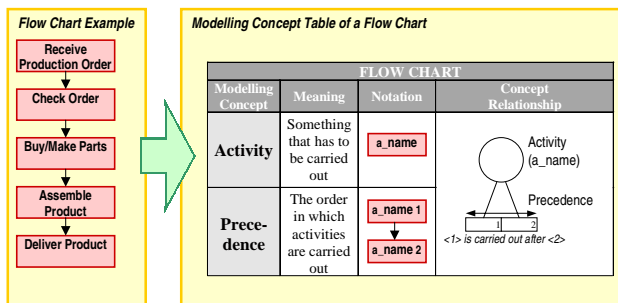 Flow Chart Example
Receive
Production Order
Check Order
Buy/Make Parts
Assemble
Product
Deliver Product
Modelling Concept Table of a Flow Chart
FLOW CHART
Modelling
Concept
Meaning
Notation
Concept
Relationship
Activity
Something
that has to
be carried
out
a_name
Activity
(a_name)
Prece-
dence
The order
in which
activities
are carried
out
a_name 1
a_name 2
Precedence
1
2
<1> is carried out after <2>